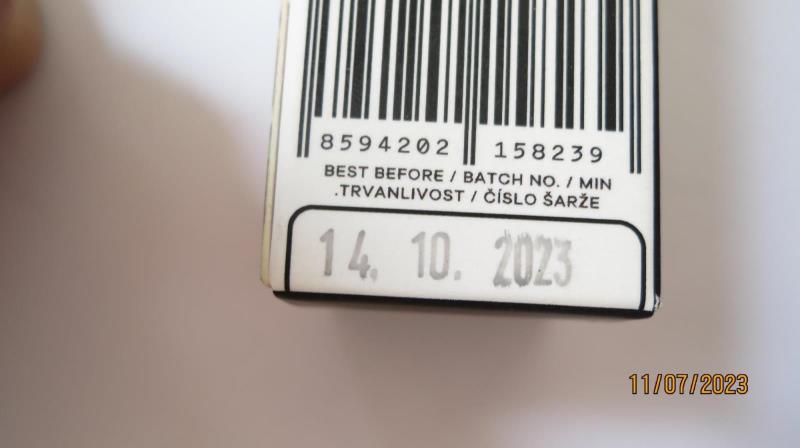 8594202 158239
BEST BEFORE / BATCH NO. / MIN
.TRVANLIVOST / ČÍSLO ŠARŽE
14. 10. 2023
11/07/2023